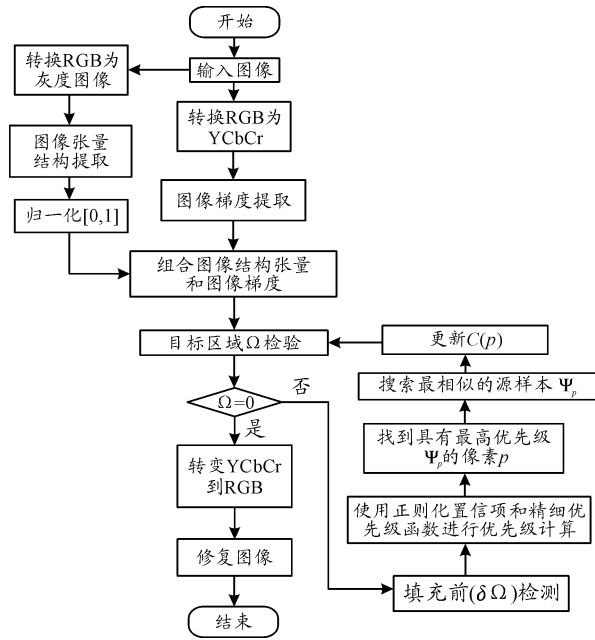 开始
输入图像
转换RGB为
灰度图像
图像张量
结构提取
归一化[0,1]
转换RGB为
YCbCr
图像梯度提取
组合图像结构张量
和图像梯度
目标区域Ω检验
Ω=0
否
是
转变YCbCr
到RGB
修复图像
结束
填充前(δΩ)检测
使用正则化置信项和精细优
先级函数进行优先级计算
找到具有最高优先级
Ψp的像素p
搜索最相似的源样本 Ψp
更新C(p)